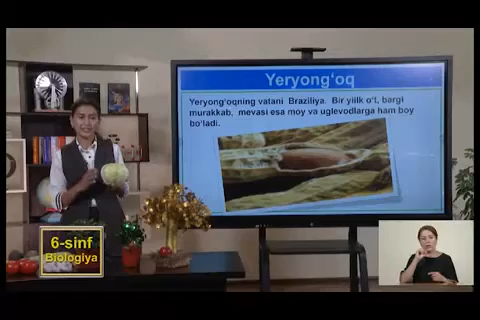 Yeryong‘oq
Yeryong‘oqning vatani Braziliya. Bir yillk o‘t, bargi
murakkab, mevasi esa moy va uglevodlarga ham boy
bo‘ladi.
6-sinf
Biologiya